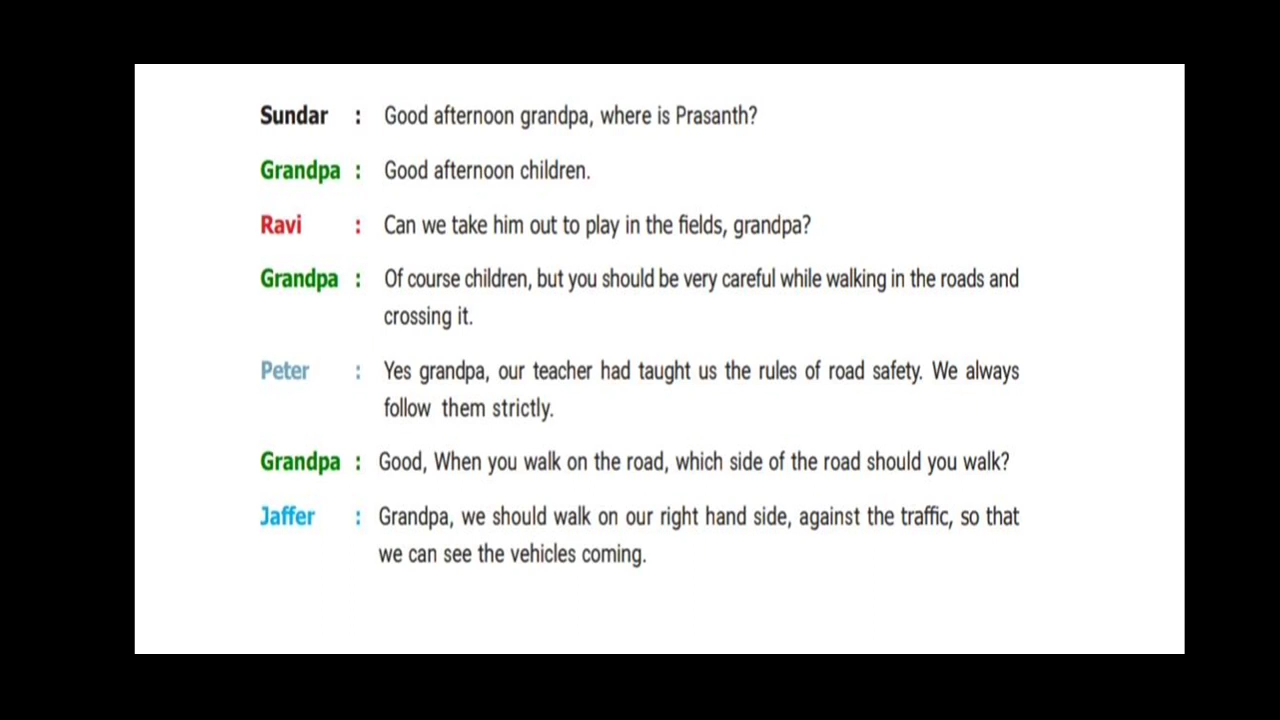 Sundar : Good afternoon grandpa, where is Prasanth?
Grandpa : Good afternoon children.
Ravi : Can we take him out to play in the fields, grandpa?
Grandpa : Of course children, but you should be very careful while walking in the roads and
crossing it.
Peter : Yes grandpa, our teacher had taught us the rules of road safety. We always
follow them strictly.
Grandpa : Good, When you walk on the road, which side of the road should you walk?
Jaffer : Grandpa, we should walk on our right hand side, against the traffic, so that
we can see the vehicles coming.